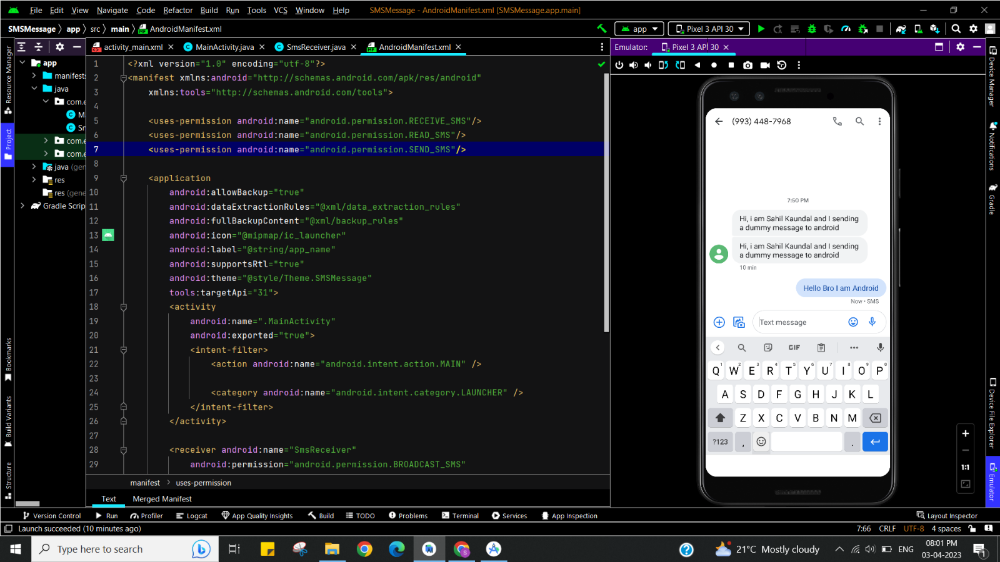 File Edit View Navigate Code Refactor Build Run Tools VCS Window Help SMSMessage - AndroidManifest.xml [SMSMessage.app.main]
SMSMessage app src main AndroidManifest.xml app Pixel 3 API 30
activity_main.xml MainActivity.java SmsReceiver.java AndroidManifest.xml Emulator: Pixel 3 API 30
Resource Manager
Project
Bookmarks
Build Variants
Structure
app
manifests
java
com.e
M
Sm
com.e
com.e
java (gen
res
res (gene
Gradle Scrip
1 <?xml version="1.0" encoding="utf-8"?>
2 <manifest xmlns:android="http://schemas.android.com/apk/res/android"
3 xmlns:tools="http://schemas.android.com/tools">
4
5 <uses-permission android:name="android.permission.RECEIVE_SMS"/>
6 <uses-permission android:name="android.permission.READ_SMS"/>
7 <uses-permission android:name="android.permission.SEND_SMS"/>
8
9 <application
10 android:allowBackup="true"
11 android:dataExtractionRules="@xml/data_extraction_rules"
12 android:fullBackupContent="@xml/backup_rules"
13 android:icon="@mipmap/ic_launcher"
14 android:label="@string/app_name"
15 android:supportsRtl="true"
16 android:theme="@style/Theme.SMSMessage"
17 tools:targetApi="31">
18 <activity
19 android:name=".MainActivity"
20 android:exported="true">
21 <intent-filter>
22 <action android:name="android.intent.action.MAIN" />
23
24 <category android:name="android.intent.category.LAUNCHER" />
25 </intent-filter>
26 </activity>
27
28 <receiver android:name="SmsReceiver"
29 android:permission="android.permission.BROADCAST_SMS"
manifest uses-permission
Text Merged Manifest
(993) 448-7968
7:50 PM
Hi, i am Sahil Kaundal and I sending
a dummy message to android
Hi, i am Sahil Kaundal and I sending
a dummy message to android
10 min
Hello Bro I am Android
Now • SMS
Text message
GIF
Q1 W2 E3 R4 T5 Y6 U7 I8 O9 P0
A S D F G H J K L
Z X C V B N M
?123 , .
1:1
Device Manager
Notifications
Gradle
Device File Explorer
Emulator
Version Control Run Profiler Logcat App Quality Insights Build TODO Problems Terminal Services App Inspection Layout Inspector
Launch succeeded (10 minutes ago) 7:66 CRLF UTF-8 4 spaces
Type here to search 21°C Mostly cloudy ENG 08:01 PM
03-04-2023
1